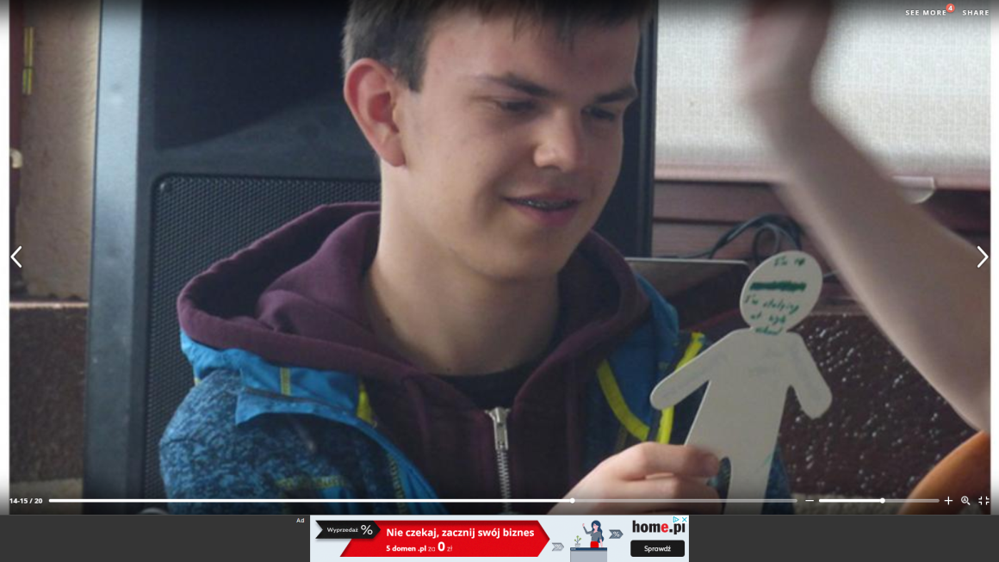 SEE MORE 4 SHARE
I'm 18
I'm studying
at high
school
14-15 / 20
Ad
Wyprzedaż %
Nie czekaj, zacznij swój biznes
5 domen .pl za 0 zł
%
home.pl
Sprawdź